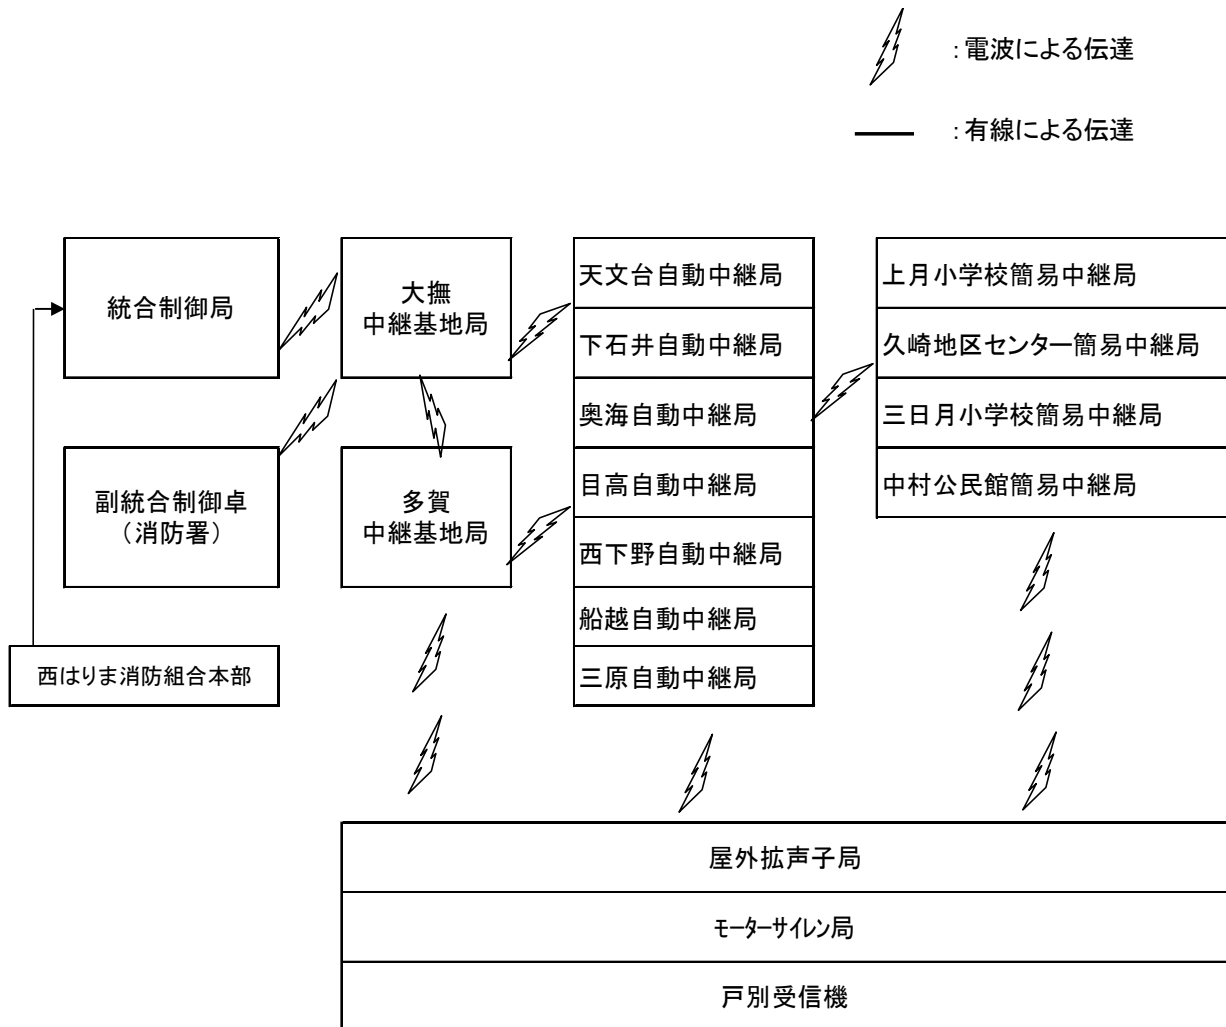 ：電波による伝達
：有線による伝達
統合制御局
大撫
中継基地局
天文台自動中継局
下石井自動中継局
奥海自動中継局
目高自動中継局
西下野自動中継局
船越自動中継局
三原自動中継局
上月小学校簡易中継局
久崎地区センター簡易中継局
三日月小学校簡易中継局
中村公民館簡易中継局
副統合制御卓
（消防署）
多賀
中継基地局
西はりま消防組合本部
屋外拡声子局
モーターサイレン局
戸別受信機